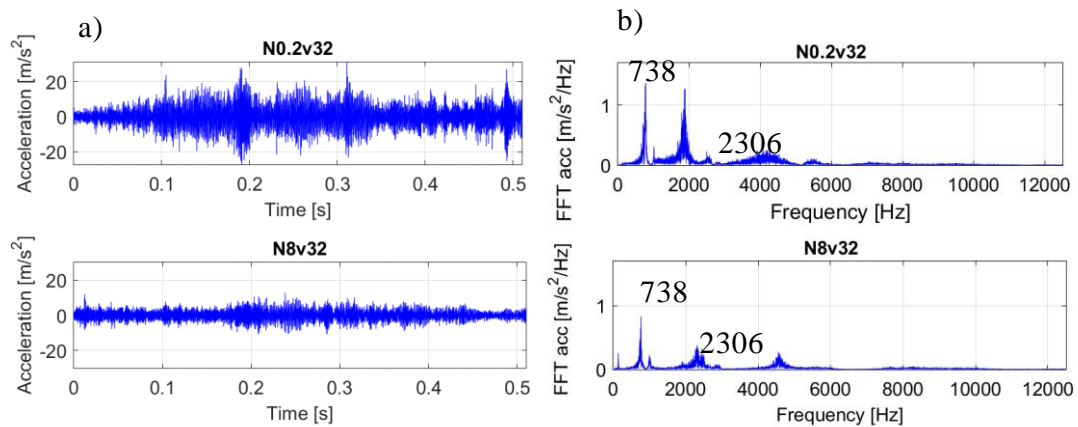 a)
N0.2v32
Acceleration [m/s²]
20
0
-20
0
0.1
0.2
0.3
0.4
0.5
Time [s]
N8v32
Acceleration [m/s²]
20
0
-20
0
0.1
0.2
0.3
0.4
0.5
Time [s]
b)
N0.2v32
738
2306
FFT acc [m/s²/Hz]
1
0
0
2000
4000
6000
8000
10000
12000
Frequency [Hz]
N8v32
738
2306
FFT acc [m/s²/Hz]
1
0
0
2000
4000
6000
8000
10000
12000
Frequency [Hz]